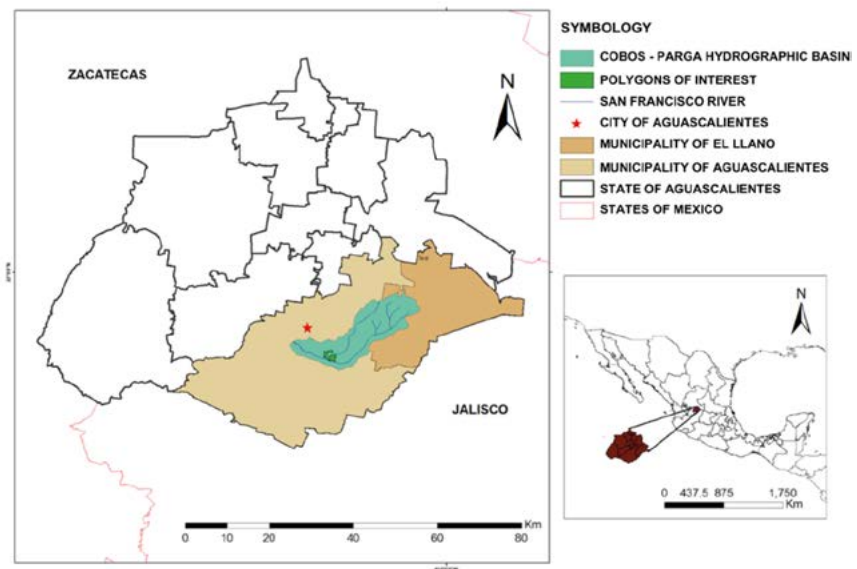 SYMBOLOGY
COBOS - PARGA HYDROGRAPHIC BASIN
POLYGONS OF INTEREST
SAN FRANCISCO RIVER
CITY OF AGUASCALIENTES
MUNICIPALITY OF EL LLANO
MUNICIPALITY OF AGUASCALIENTES
STATE OF AGUASCALIENTES
STATES OF MEXICO
ZACATECAS
N
JALISCO
Km
0 10 20 40 60 80
N
0 437.5 875 1,750
Km